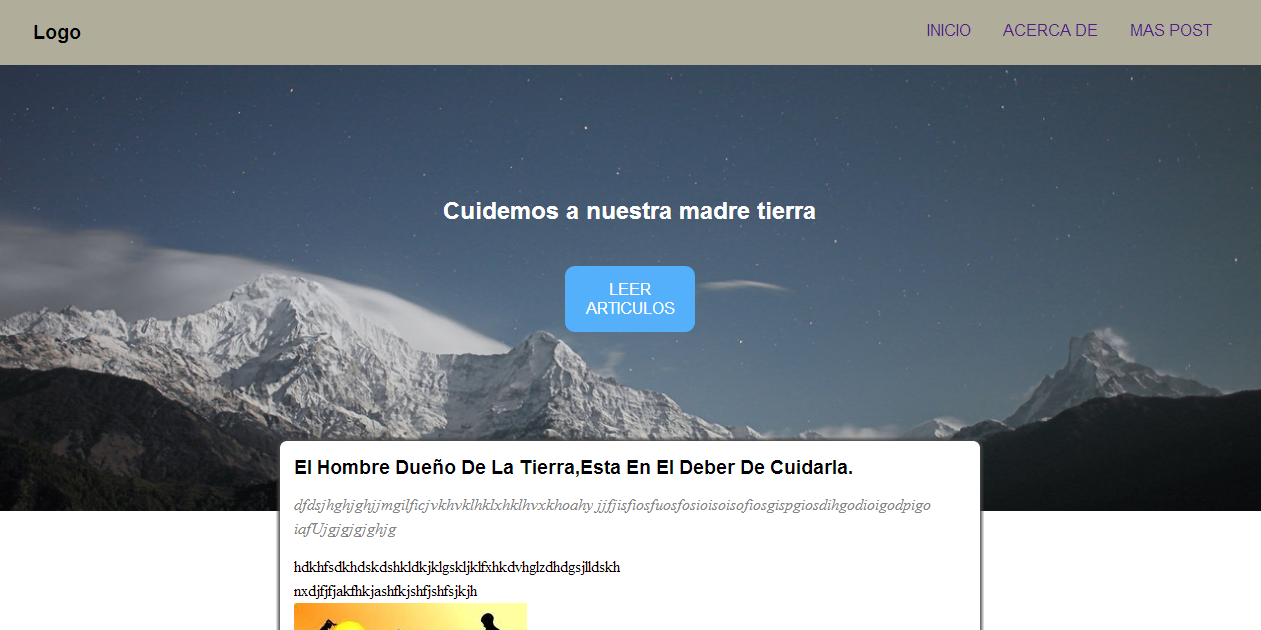 Logo
INICIO ACERCA DE MAS POST
Cuidemos a nuestra madre tierra
LEER
ARTICULOS
El Hombre Dueño De La Tierra,Esta En El Deber De Cuidarla.
dfdsjhghjghjjmgilficjvkhvklhklxhklhvxkhoahy jjfjisfiosfuosfosioisoisofiosgispgiosdihgodioigodpigo
iafUjgjgjgjghjg
hdkhfsdkhdskdshkldkjklgskljklfxhkdvhglzdhdgsjlldskh
nxdjfjfjakfhkjashfkjshfjshfsjkjh